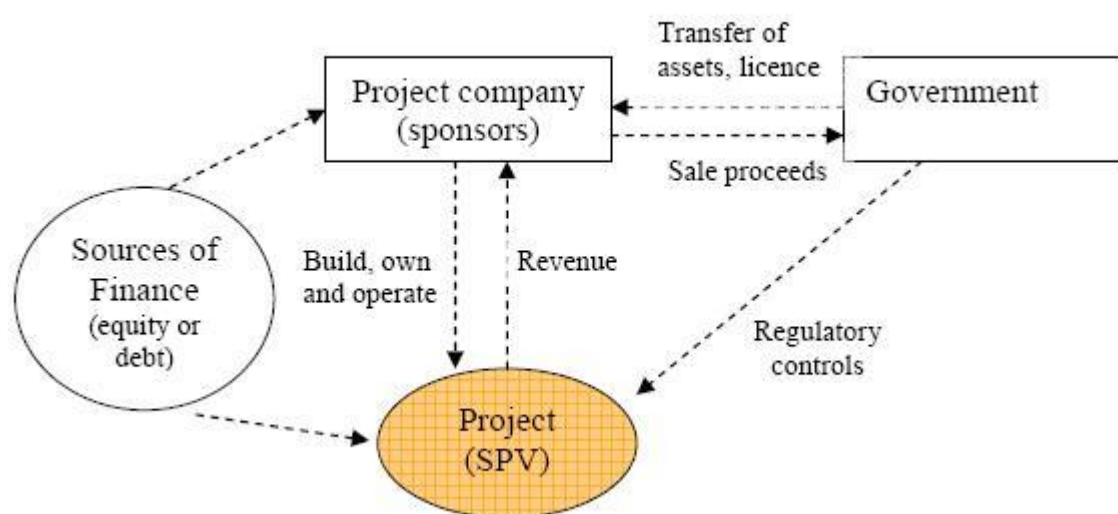 Transfer of
assets, licence
Project company
(sponsors)
Government
Sale proceeds
Sources of
Finance
(equity or
debt)
Build, own
and operate
Revenue
Regulatory
controls
Project
(SPV)